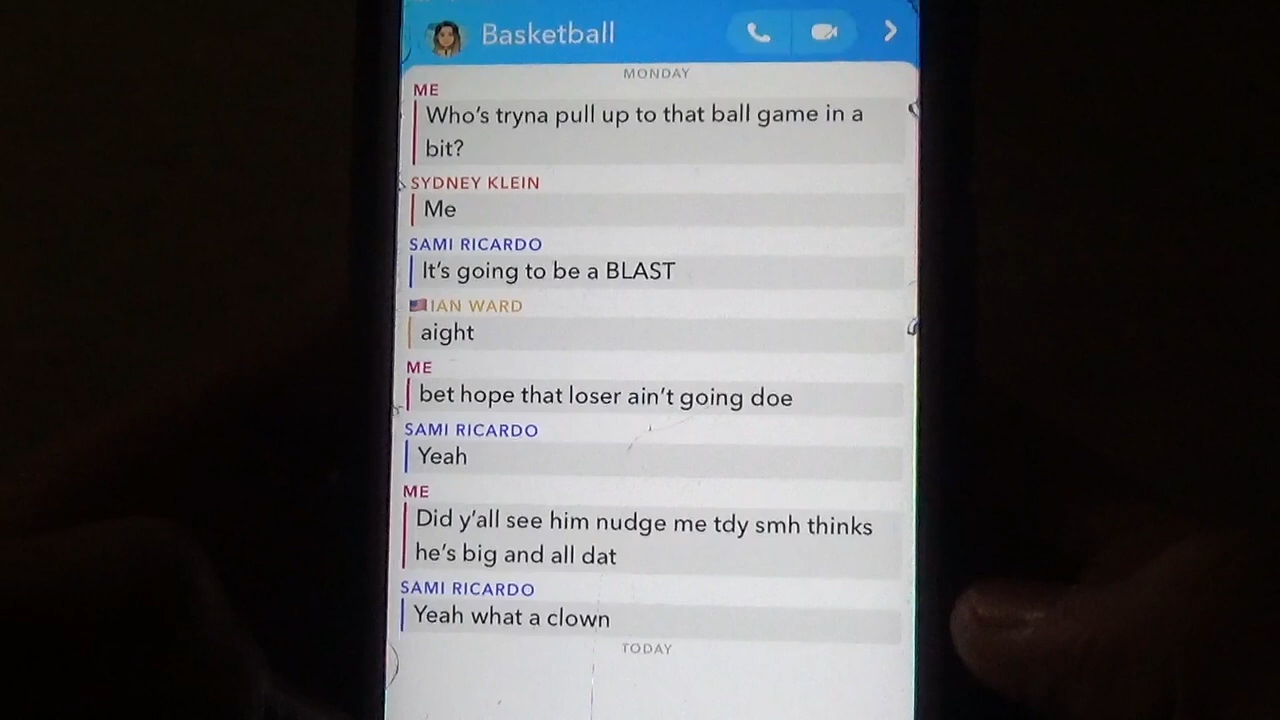 Basketball
MONDAY
ME
Who's tryna pull up to that ball game in a
bit?
SYDNEY KLEIN
Me
SAMI RICARDO
It's going to be a BLAST
🇺🇸IAN WARD
aight
ME
bet hope that loser ain't going doe
SAMI RICARDO
Yeah
ME
Did y'all see him nudge me tdy smh thinks
he's big and all dat
SAMI RICARDO
Yeah what a clown
TODAY